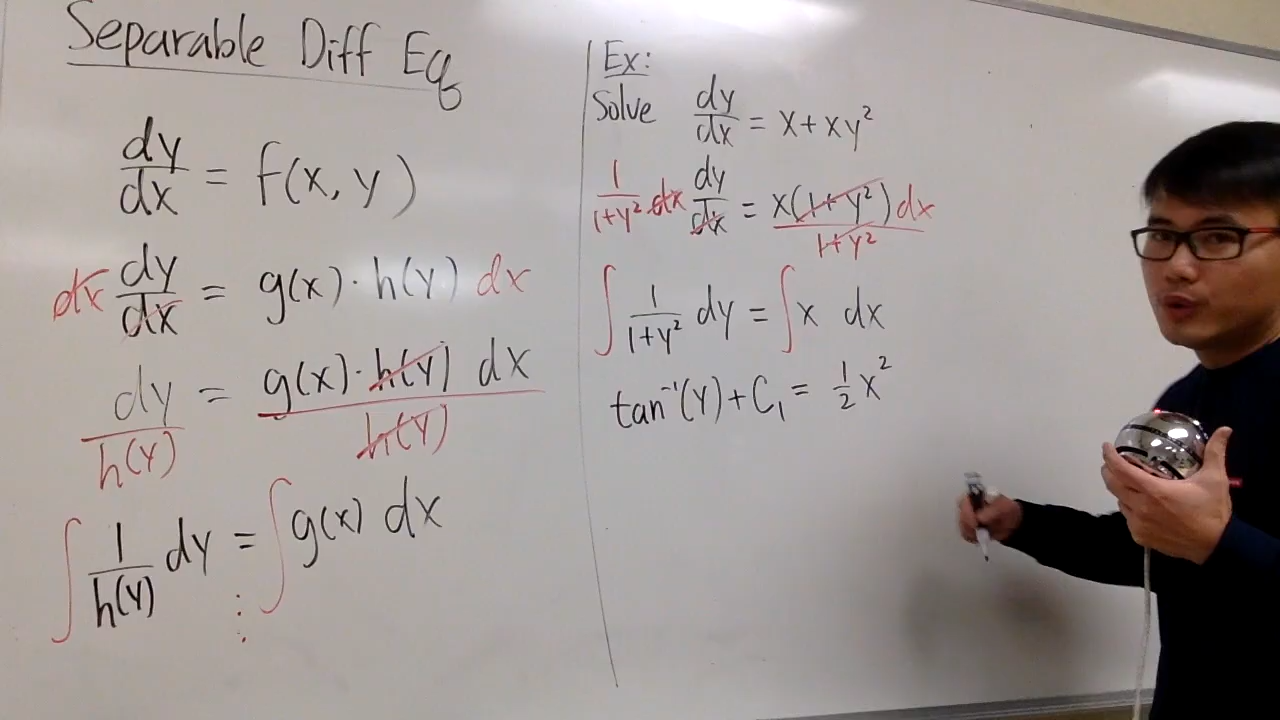 Separable Diff Eq
dy/dx = f(x, y)
dx dy/dx = g(x) · h(y) dx
dy/h(y) = g(x) · h(y) dx/h(y)
∫ 1/h(y) dy = ∫ g(x) dx
⋮
Ex:
Solve dy/dx = x + xy²
1/1+y² · dx dy/dx = x(1+y²) dx/1+y²
∫ 1/1+y² dy = ∫ x dx
tan⁻¹(y) + C₁ = 1/2 x²